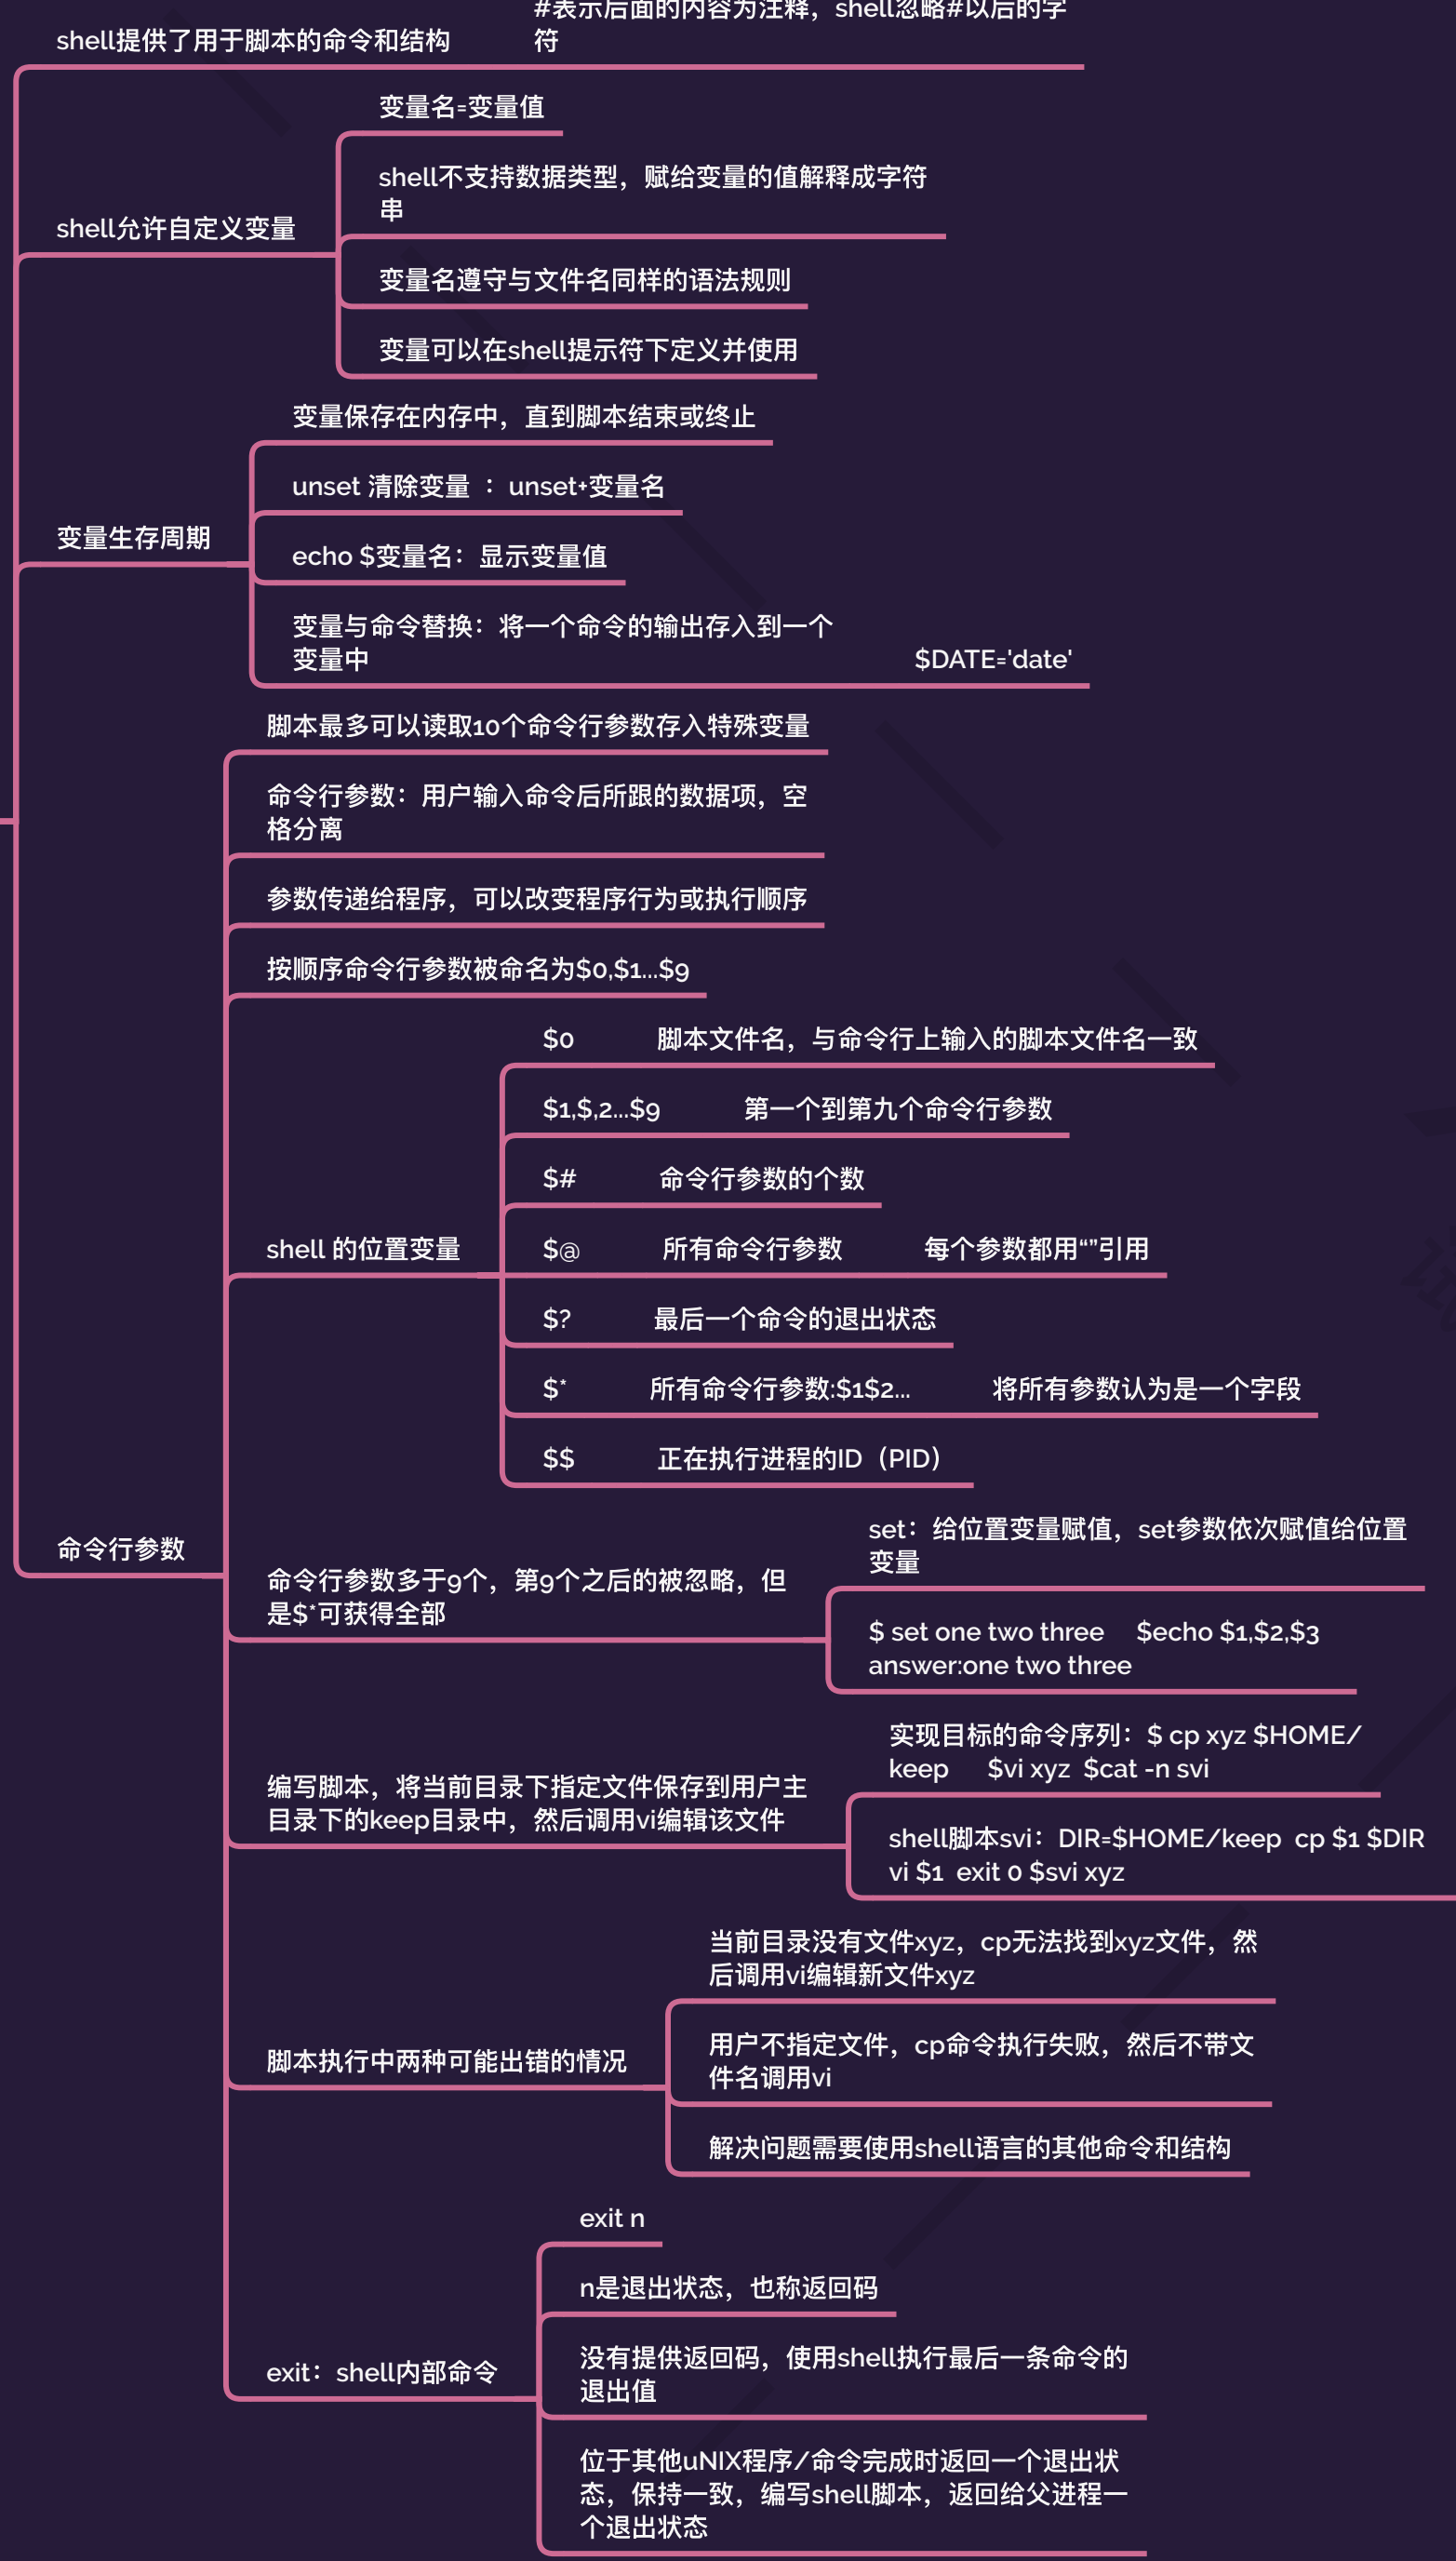 #表示后面的内容为注释，shell忽略#以后的字
符
shell提供了用于脚本的命令和结构
变量名=变量值
shell不支持数据类型，赋给变量的值解释成字符
串
shell允许自定义变量
变量名遵守与文件名同样的语法规则
变量可以在shell提示符下定义并使用
变量保存在内存中，直到脚本结束或终止
unset 清除变量 ：unset+变量名
变量生存周期
echo $变量名：显示变量值
变量与命令替换：将一个命令的输出存入到一个
变量中
$DATE='date'
脚本最多可以读取10个命令行参数存入特殊变量
命令行参数：用户输入命令后所跟的数据项，空
格分离
参数传递给程序，可以改变程序行为或执行顺序
按顺序命令行参数被命名为$0,$1...$9
$0 脚本文件名，与命令行上输入的脚本文件名一致
$1,$,2...$9 第一个到第九个命令行参数
$# 命令行参数的个数
shell 的位置变量
$@ 所有命令行参数 每个参数都用“”引用
$? 最后一个命令的退出状态
$* 所有命令行参数:$1$2... 将所有参数认为是一个字段
$$ 正在执行进程的ID（PID）
命令行参数
set：给位置变量赋值，set参数依次赋值给位置
变量
命令行参数多于9个，第9个之后的被忽略，但
是$*可获得全部
$ set one two three $echo $1,$2,$3
answer:one two three
实现目标的命令序列：$ cp xyz $HOME/
keep $vi xyz $cat -n svi
编写脚本，将当前目录下指定文件保存到用户主
目录下的keep目录中，然后调用vi编辑该文件
shell脚本svi：DIR=$HOME/keep cp $1 $DIR
vi $1 exit 0 $svi xyz
当前目录没有文件xyz，cp无法找到xyz文件，然
后调用vi编辑新文件xyz
脚本执行中两种可能出错的情况
用户不指定文件，cp命令执行失败，然后不带文
件名调用vi
解决问题需要使用shell语言的其他命令和结构
exit n
n是退出状态，也称返回码
exit：shell内部命令
没有提供返回码，使用shell执行最后一条命令的
退出值
位于其他uNIX程序/命令完成时返回一个退出状
态，保持一致，编写shell脚本，返回给父进程一
个退出状态